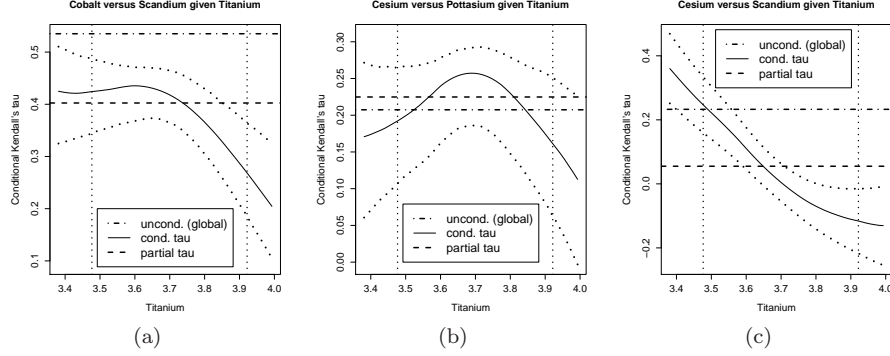 Cobalt versus Scandium given Titanium
Conditional Kendall's tau
0.5
0.4
0.3
0.2
0.1
uncond. (global)
cond. tau
partial tau
3.4 3.5 3.6 3.7 3.8 3.9 4.0
Titanium
(a)
Cesium versus Pottasium given Titanium
Conditional Kendall's tau
0.30
0.25
0.20
0.15
0.10
0.05
0.00
uncond. (global)
cond. tau
partial tau
3.4 3.5 3.6 3.7 3.8 3.9 4.0
Titanium
(b)
Cesium versus Scandium given Titanium
Conditional Kendall's tau
0.4
0.2
0.0
−0.2
uncond. (global)
cond. tau
partial tau
3.4 3.5 3.6 3.7 3.8 3.9 4.0
Titanium
(c)